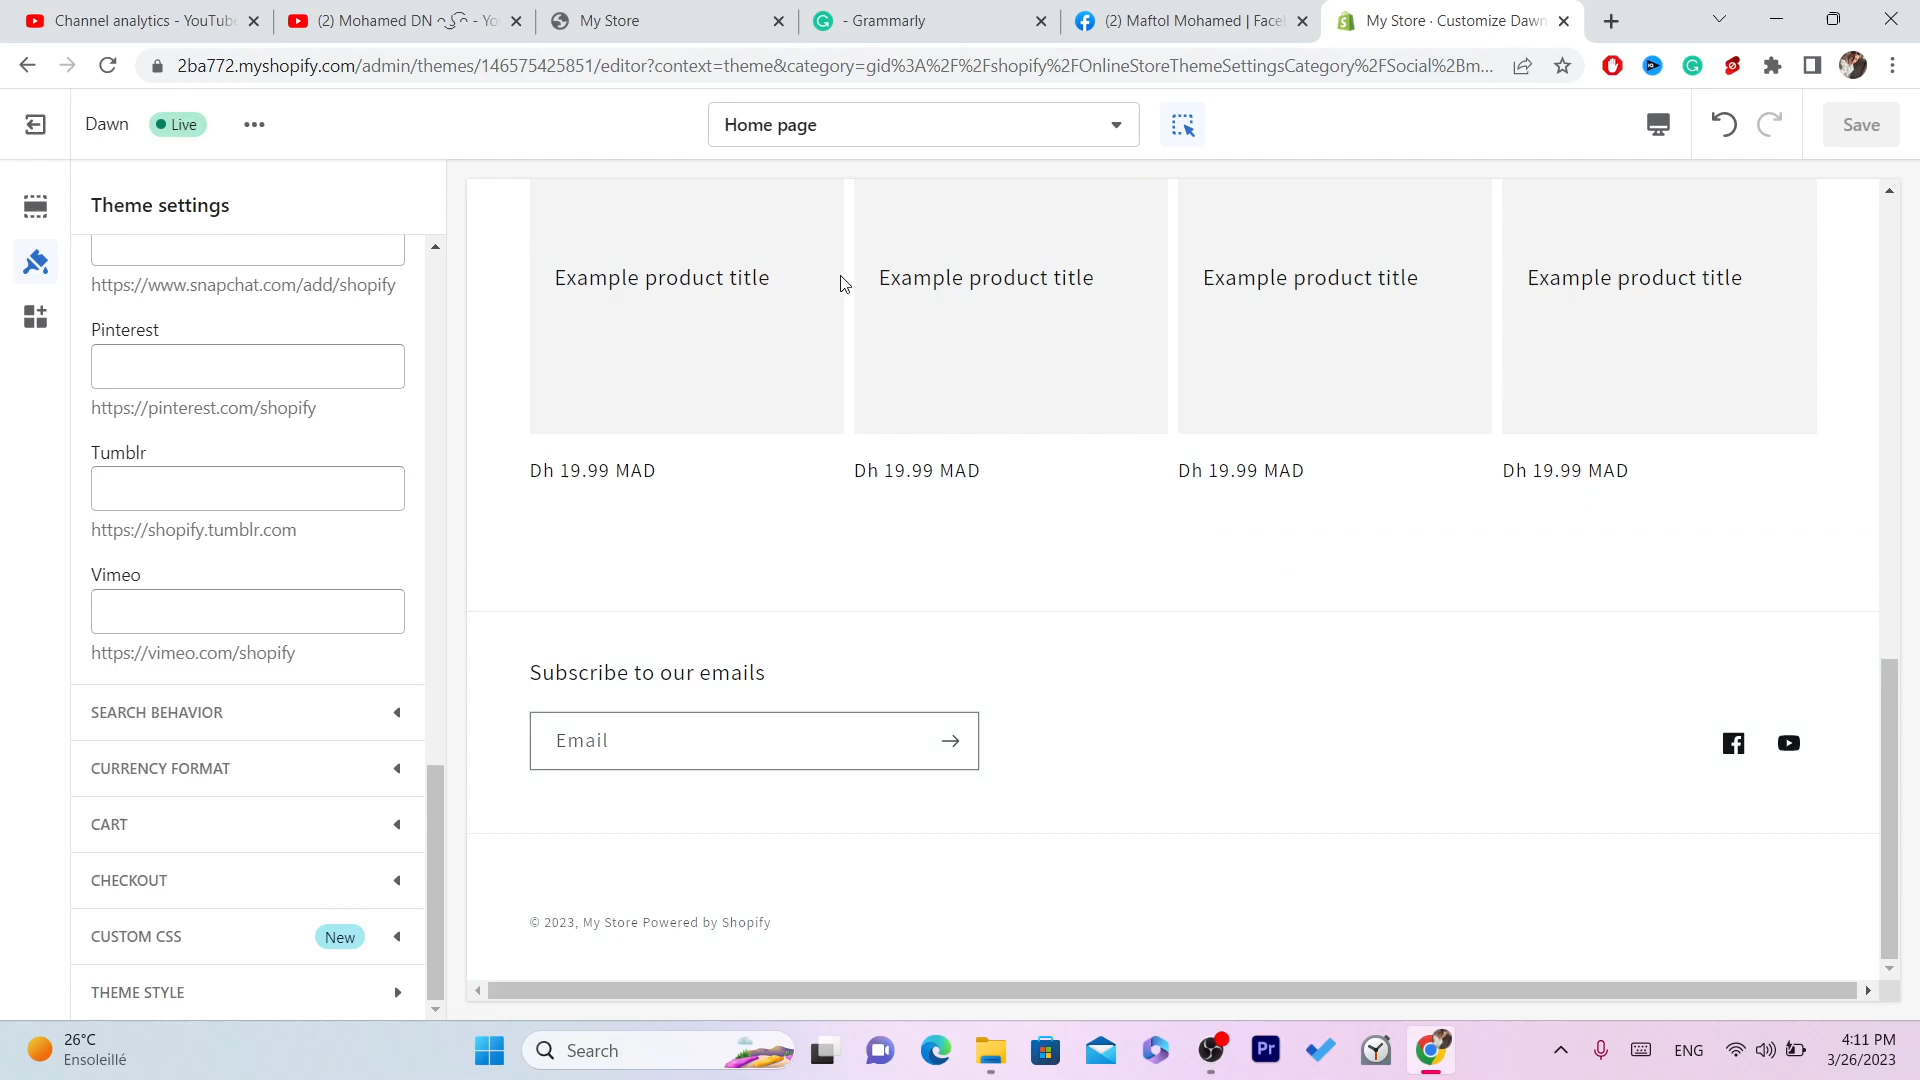 Channel analytics - YouTube
(2) Mohamed DN
My Store
- Grammarly
(2) Maftol Mohamed | Face
My Store · Customize Dawn
2ba772.myshopify.com/admin/themes/146575425851/editor?context=theme&category=gid%3A%2F%2Fshopify%2FOnlineStoreThemeSettingsCategory%2FSocial%2Bm...
Dawn
Live
Home page
Save
Theme settings
https://www.snapchat.com/add/shopify
Pinterest
https://pinterest.com/shopify
Tumblr
https://shopify.tumblr.com
Vimeo
https://vimeo.com/shopify
SEARCH BEHAVIOR
CURRENCY FORMAT
CART
CHECKOUT
CUSTOM CSS
New
THEME STYLE
Example product title
Example product title
Example product title
Example product title
Dh 19.99 MAD
Dh 19.99 MAD
Dh 19.99 MAD
Dh 19.99 MAD
Subscribe to our emails
Email
© 2023, My Store Powered by Shopify
26°C
Ensoleillé
Search
Pr
ENG
4:11 PM
3/26/2023